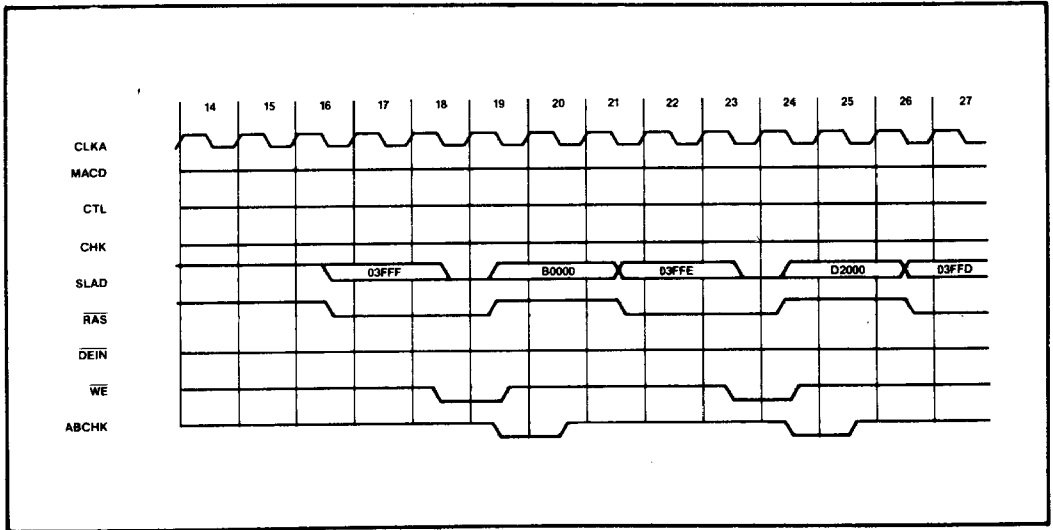 14 15 16 17 18 19 20 21 22 23 24 25 26 27
CLKA
MACD
CTL
CHK
SLAD 03FFF B0000 03FFE D2000 03FFD
RAS
DEIN
WE
ABCHK